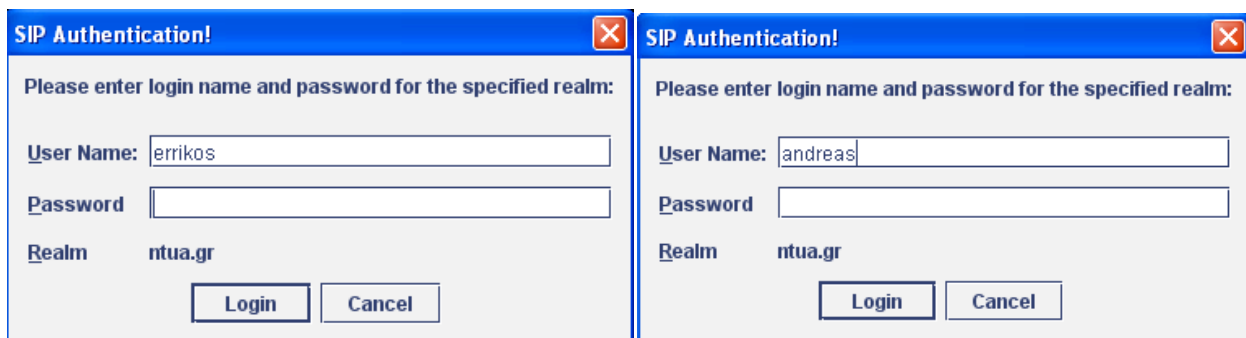 SIP Authentication!
Please enter login name and password for the specified realm:
User Name: errikos
Password
Realm ntua.gr
Login Cancel
SIP Authentication!
Please enter login name and password for the specified realm:
User Name: andreas
Password
Realm ntua.gr
Login Cancel